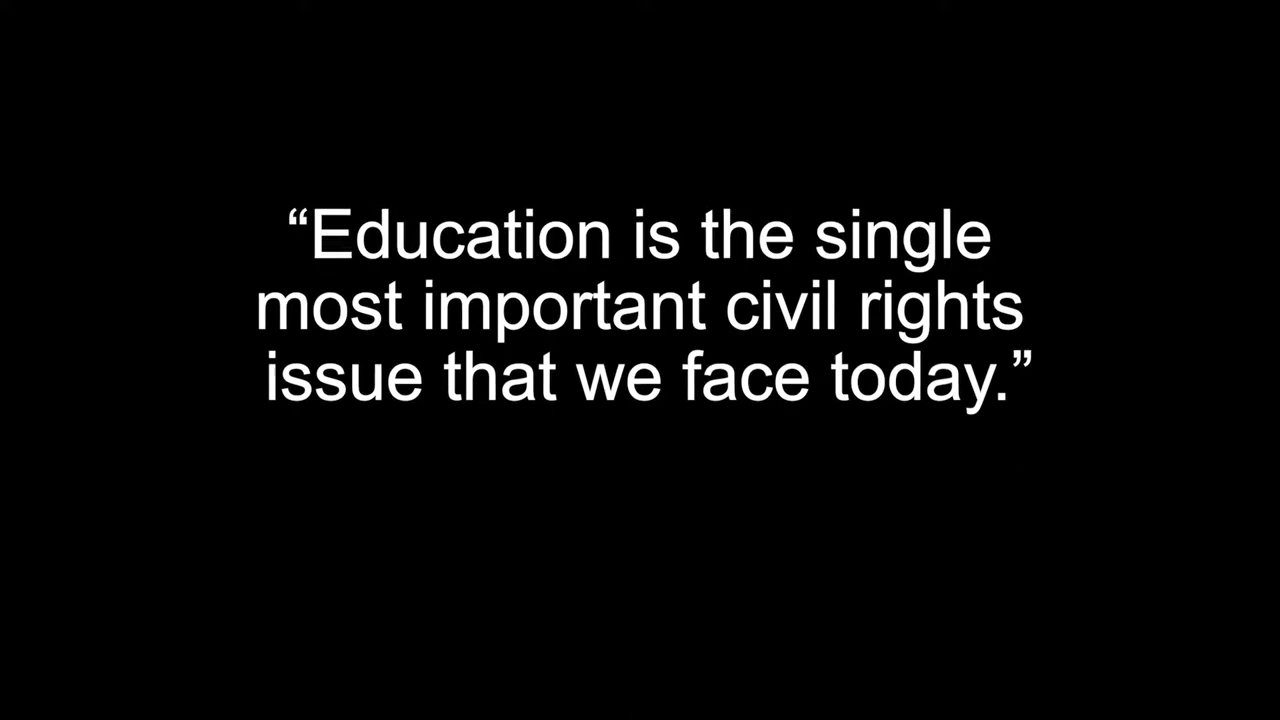 “Education is the single
most important civil rights
issue that we face today.”